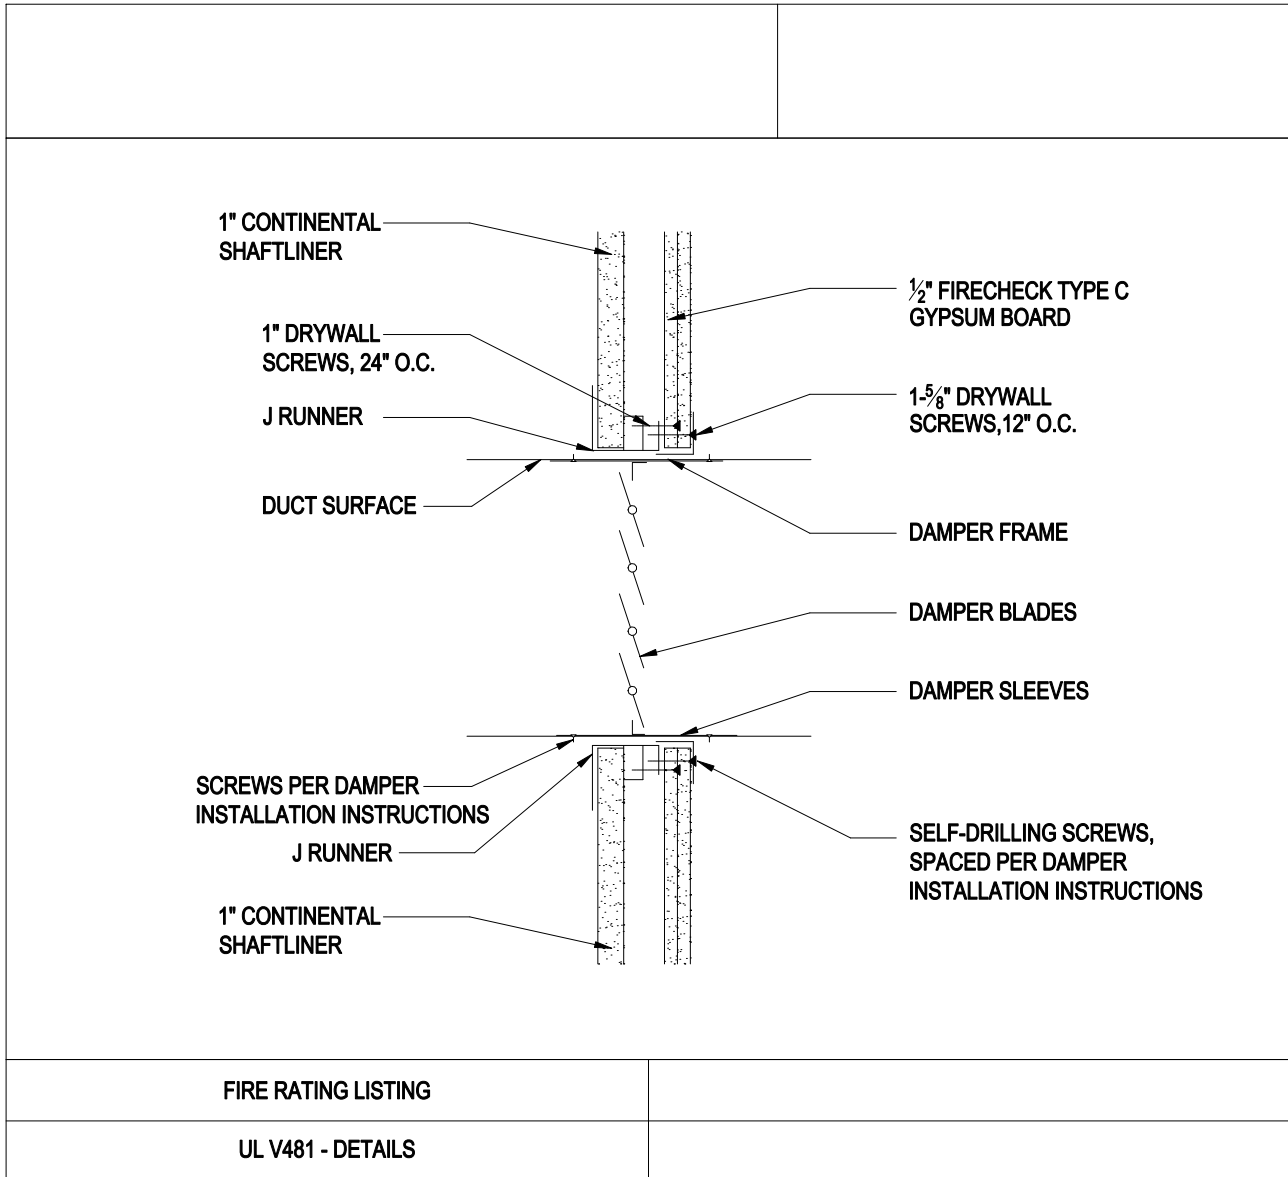 1" CONTINENTAL
SHAFTLINER
1" DRYWALL
SCREWS, 24" O.C.
J RUNNER
DUCT SURFACE
½" FIRECHECK TYPE C
GYPSUM BOARD
1-⅝" DRYWALL
SCREWS,12" O.C.
DAMPER FRAME
DAMPER BLADES
DAMPER SLEEVES
SCREWS PER DAMPER
INSTALLATION INSTRUCTIONS
J RUNNER
1" CONTINENTAL
SHAFTLINER
SELF-DRILLING SCREWS,
SPACED PER DAMPER
INSTALLATION INSTRUCTIONS
FIRE RATING LISTING
UL V481 - DETAILS